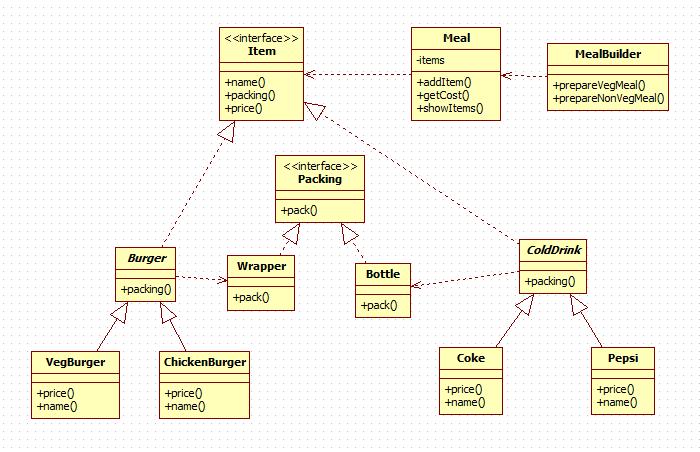 <<interface>>
Item
+name()
+packing()
+price()
Meal
-items
+addItem()
+getCost()
+showItems()
MealBuilder
+prepareVegMeal()
+prepareNonVegMeal()
<<interface>>
Packing
+pack()
Burger
+packing()
Wrapper
+pack()
Bottle
+pack()
ColdDrink
+packing()
VegBurger
+price()
+name()
ChickenBurger
+price()
+name()
Coke
+price()
+name()
Pepsi
+price()
+name()